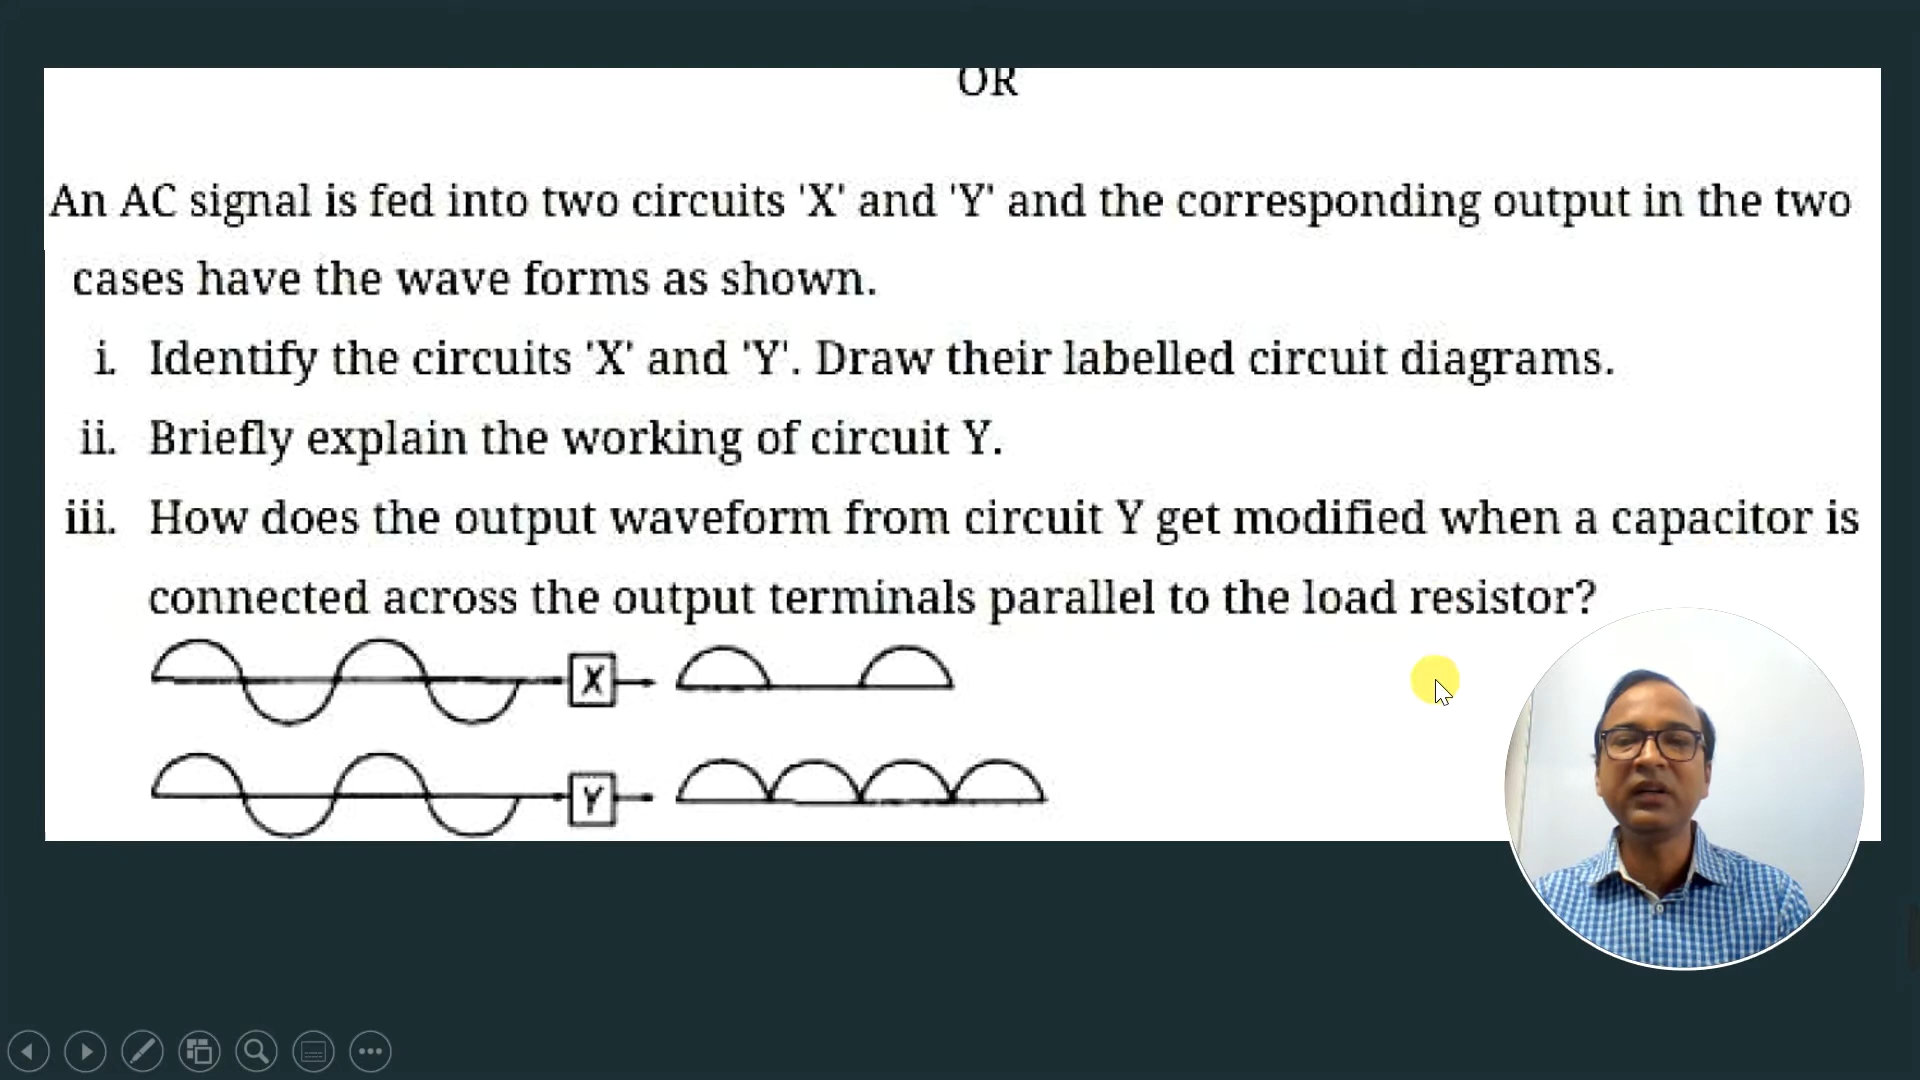 OR
An AC signal is fed into two circuits 'X' and 'Y' and the corresponding output in the two
cases have the wave forms as shown.
i. Identify the circuits 'X' and 'Y'. Draw their labelled circuit diagrams.
ii. Briefly explain the working of circuit Y.
iii. How does the output waveform from circuit Y get modified when a capacitor is
connected across the output terminals parallel to the load resistor?
X
Y